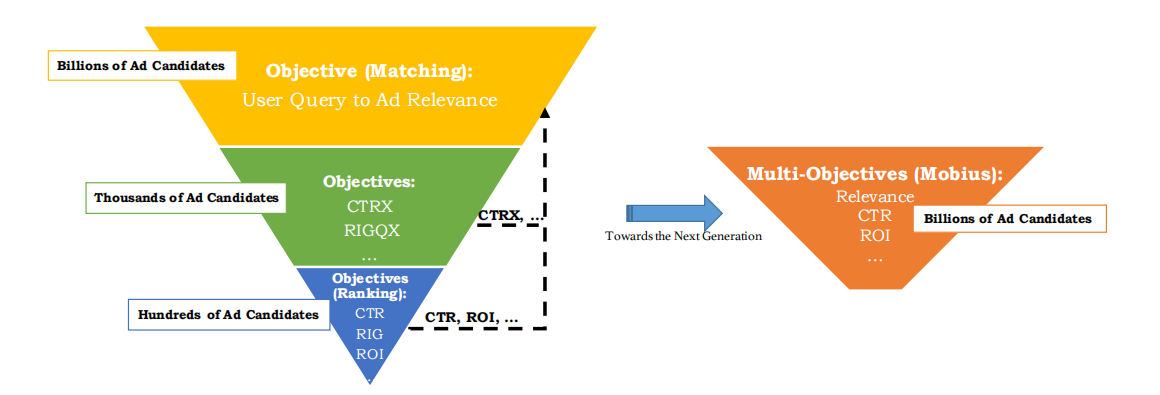 Billions of Ad Candidates
Objective (Matching):
User Query to Ad Relevance
Thousands of Ad Candidates
Objectives:
CTRX
RIGQX
...
CTRX, ...
Hundreds of Ad Candidates
Objectives
(Ranking):
CTR
RIG
ROI
CTR, ROI, ...
Towards the Next Generation
Multi-Objectives (Mobius):
Relevance
CTR
ROI
...
Billions of Ad Candidates